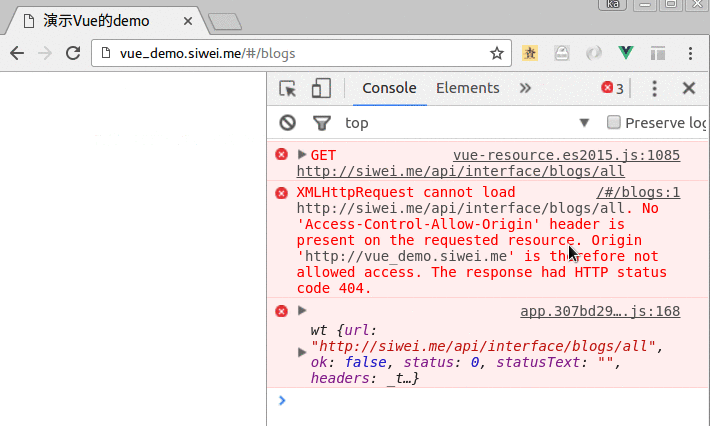 ka
演示Vue的demo
vue_demo.siwei.me/#/blogs
Console
Elements
3
top
Preserve log
GET
vue-resource.es2015.js:1085
http://siwei.me/api/interface/blogs/all
XMLHttpRequest cannot load
/#/blogs:1
http://siwei.me/api/interface/blogs/all. No
'Access-Control-Allow-Origin' header is
present on the requested resource. Origin
'http://vue_demo.siwei.me' is therefore not
allowed access. The response had HTTP status
code 404.
app.307bd29….js:168
wt {url:
"http://siwei.me/api/interface/blogs/all",
ok: false, status: 0, statusText: "",
headers: _t…}